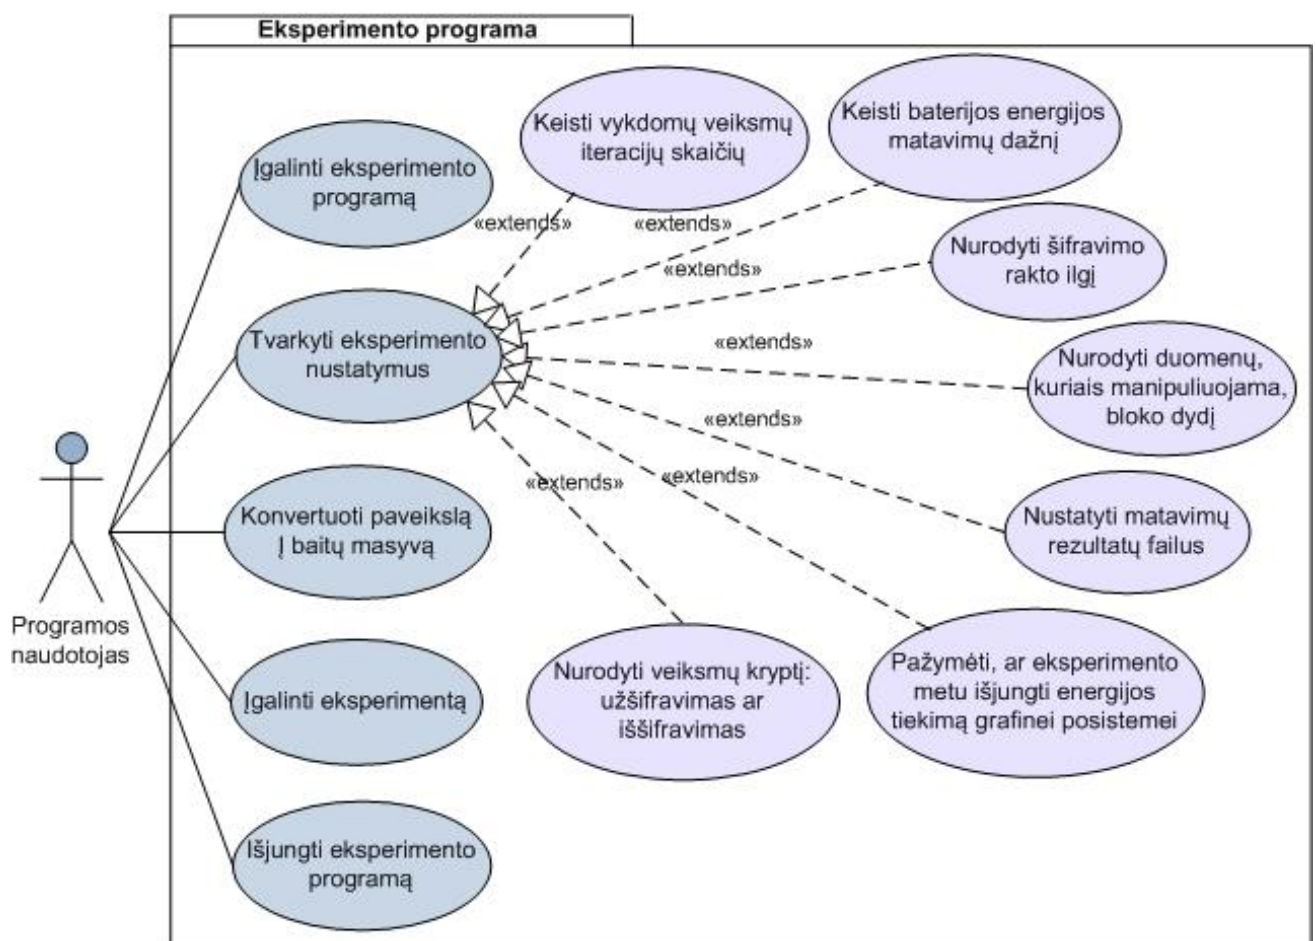 Eksperimento programa
Įgalinti eksperimento
programą
Keisti vykdomų veiksmų
iteracijų skaičių
Keisti baterijos energijos
matavimų dažnį
«extends»
«extends»
«extends»
Nurodyti šifravimo
rakto ilgį
Tvarkyti eksperimento
nustatymus
«extends»
Nurodyti duomenų,
kuriais manipuliuojama,
bloko dydį
«extends»
«extends»
«extends»
Konvertuoti paveikslą
Į baitų masyvą
Nustatyti matavimų
rezultatų failus
Programos
naudotojas
Įgalinti eksperimentą
Nurodyti veiksmų kryptį:
užšifravimas ar
iššifravimas
Pažymėti, ar eksperimento
metu išjungti energijos
tiekimą grafinei posistemei
Išjungti eksperimento
programą